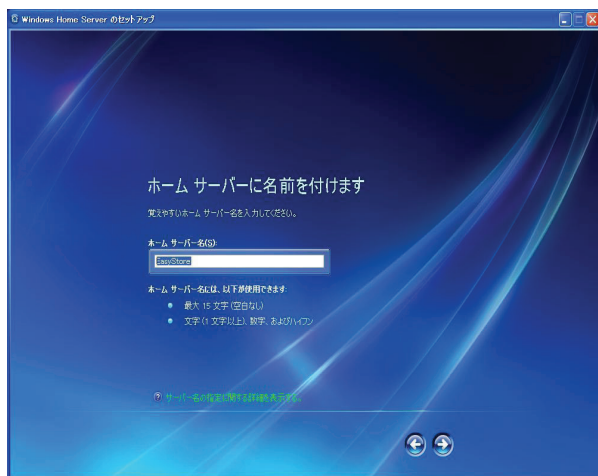 Windows Home Server のセットアップ
ホーム サーバーに名前を付けます
覚えやすいホーム サーバー名を入力してください。
ホーム サーバー名(S):
EasyStore
ホーム サーバー名には、以下が使用できます:
最大 15 文字 (空白なし)
文字 (1 文字以上)、数字、およびハイフン
サーバー名の指定に関する詳細を表示する。